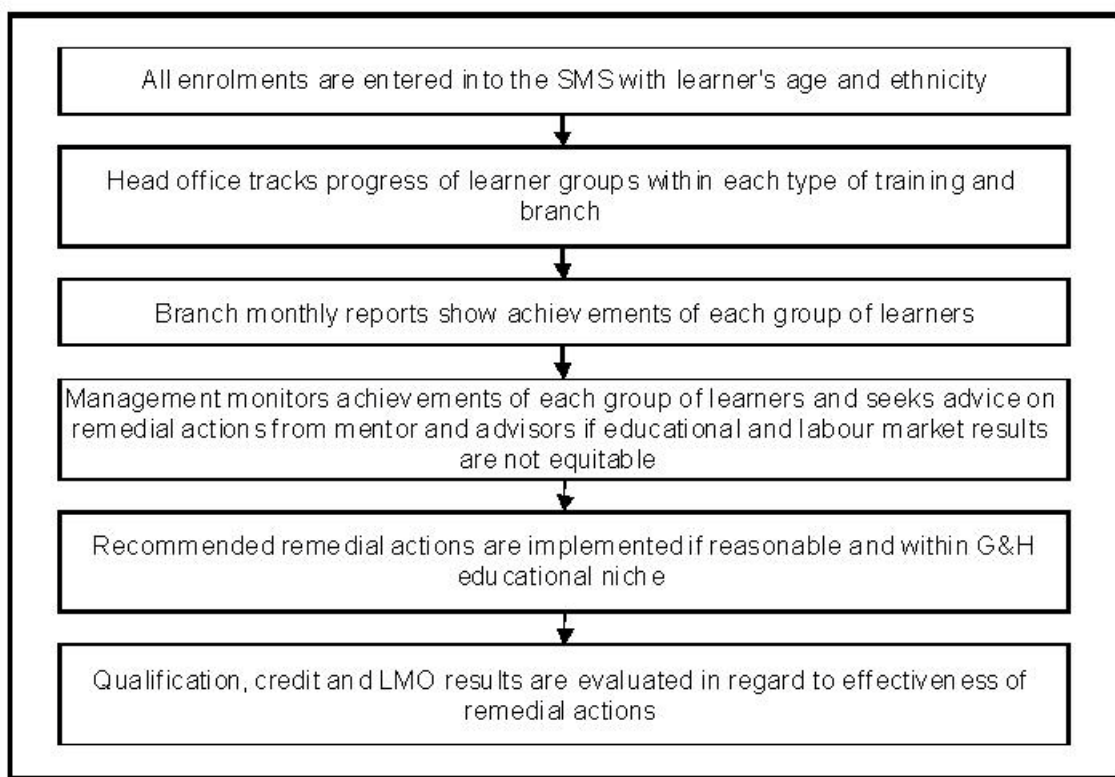 All enrolments are entered into the SMS with learner's age and ethnicity
Head office tracks progress of learner groups within each type of training and
branch
Branch monthly reports show achievements of each group of learners
Management monitors achievements of each group of learners and seeks advice on
remedial actions from mentor and advisors if educational and labour market results
are not equitable
Recommended remedial actions are implemented if reasonable and within G&H
educational niche
Qualification, credit and LMO results are evaluated in regard to effectiveness of
remedial actions